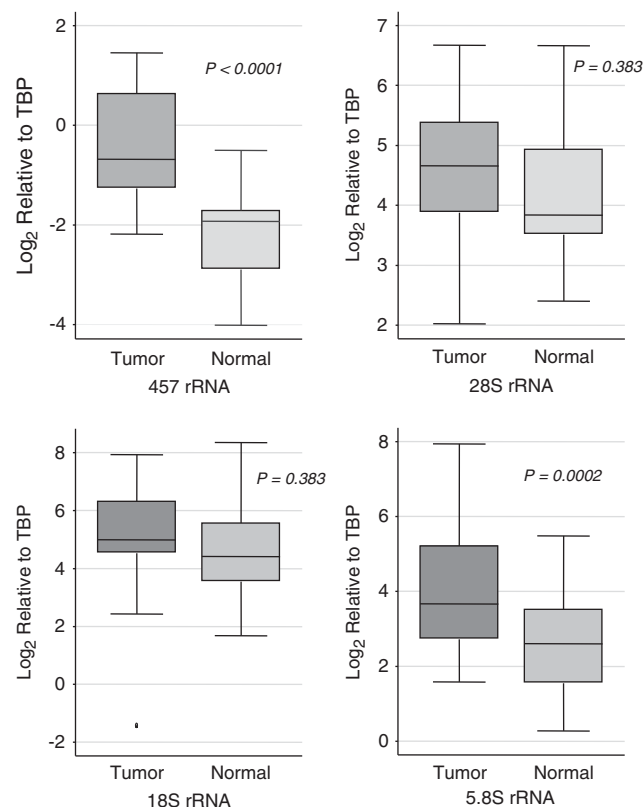 Log2 Relative to TBP
2
0
-2
-4
P < 0.0001
Tumor Normal
457 rRNA
Log2 Relative to TBP
7
6
5
4
3
2
P = 0.383
Tumor Normal
28S rRNA
Log2 Relative to TBP
8
6
4
2
0
-2
P = 0.383
Tumor Normal
18S rRNA
Log2 Relative to TBP
8
6
4
2
0
P = 0.0002
Tumor Normal
5.8S rRNA